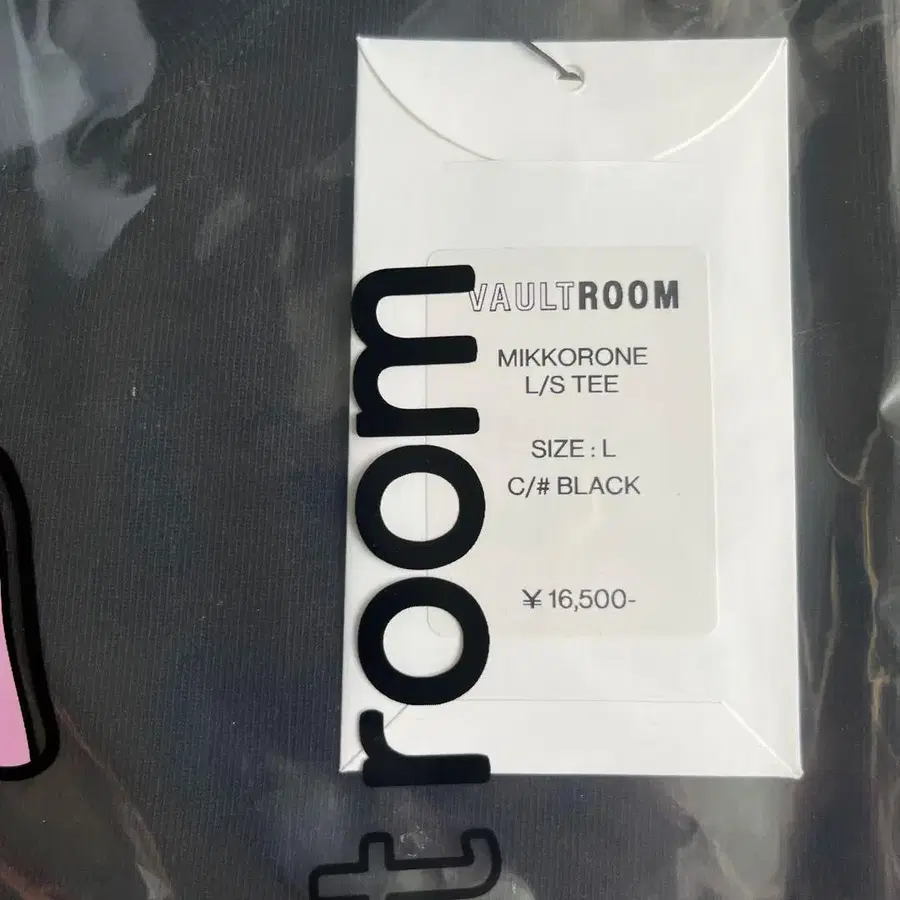 VAULTROOM
MIKKORONE
L/S TEE
SIZE : L
C/# BLACK
¥ 16,500-
t room